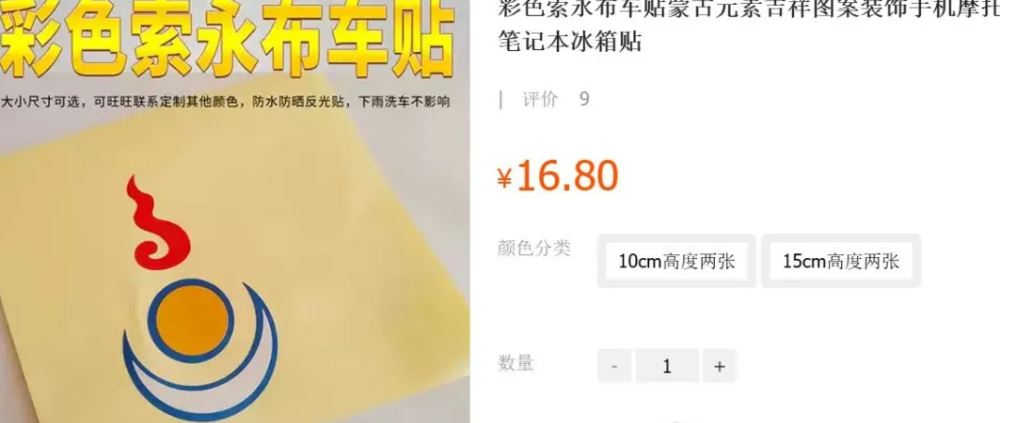 彩色索永布车贴
大小尺寸可选，可旺旺联系定制其他颜色，防水防晒反光贴，下雨洗车不影响
彩色索永布车贴蒙古元素吉祥图案装饰手机摩托
笔记本冰箱贴
| 评价 9
¥16.80
颜色分类 10cm高度两张 15cm高度两张
数量 - 1 +